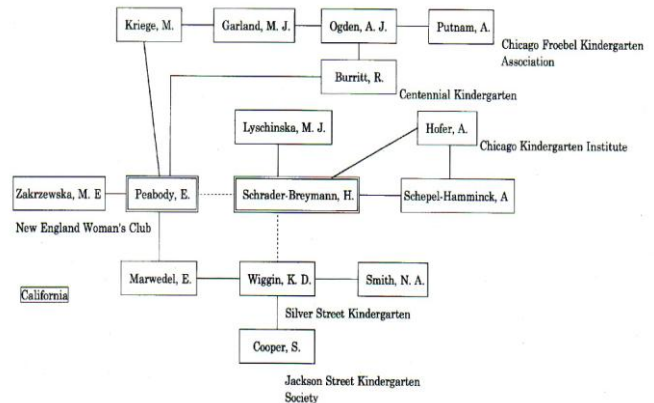 Kriege, M.
Garland, M. J.
Ogden, A. J.
Putnam, A.
Chicago Froebel Kindergarten
Association
Burritt, R.
Centennial Kindergarten
Lyschinska, M. J.
Hofer, A.
Chicago Kindergarten Institute
Zakrzewska, M. E
Peabody, E.
Schrader-Breymann, H.
Schepel-Hamminck, A
New England Woman's Club
Marwedel, E.
Wiggin, K. D.
Smith, N. A.
California
Silver Street Kindergarten
Cooper, S.
Jackson Street Kindergarten
Society